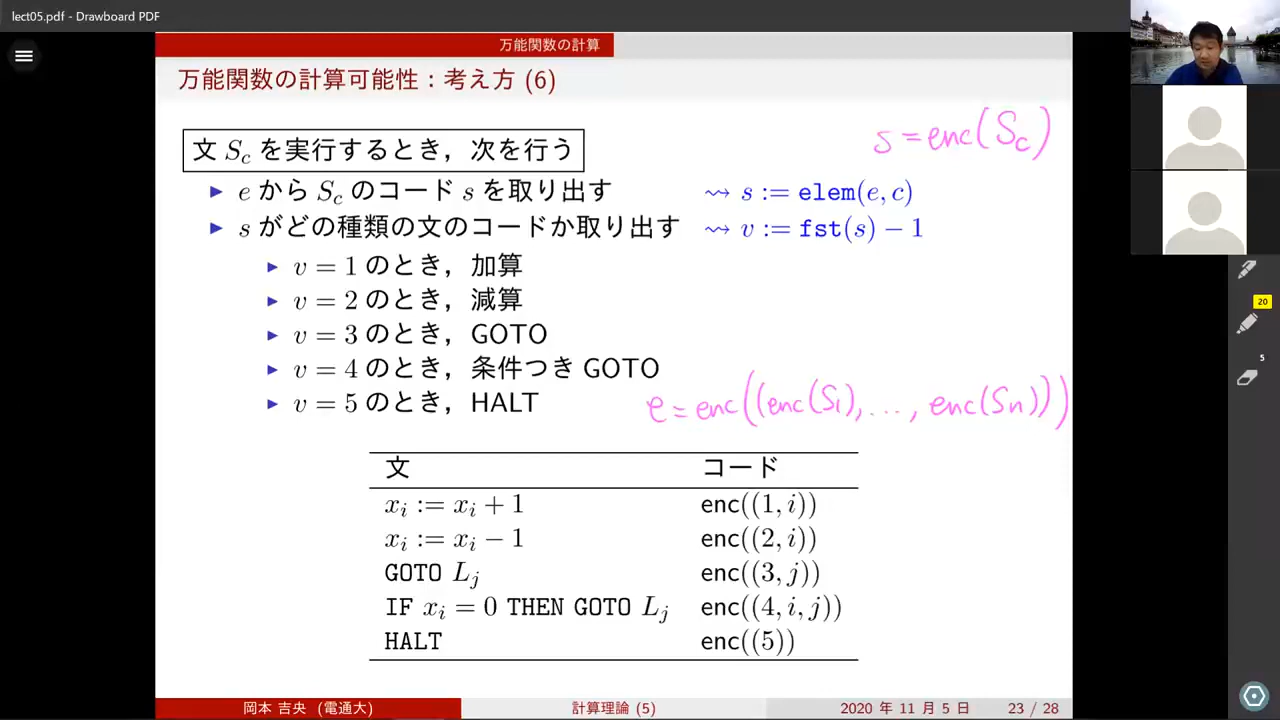 lect05.pdf - Drawboard PDF
万能関数の計算
万能関数の計算可能性：考え方 (6)
s = enc(S_c)
文 S_c を実行するとき，次を行う
▶ e から S_c のコード s を取り出す ⇝ s := elem(e, c)
▶ s がどの種類の文のコードか取り出す ⇝ v := fst(s) − 1
▶ v = 1 のとき，加算
▶ v = 2 のとき，減算
▶ v = 3 のとき，GOTO
▶ v = 4 のとき，条件つき GOTO
▶ v = 5 のとき，HALT
e = enc((enc(S_1), ..., enc(S_n)))
文 コード
x_i := x_i + 1 enc((1, i))
x_i := x_i − 1 enc((2, i))
GOTO L_j enc((3, j))
IF x_i = 0 THEN GOTO L_j enc((4, i, j))
HALT enc((5))
岡本 吉央 (電通大) 計算理論 (5) 2020 年 11 月 5 日 23 / 28
20
5